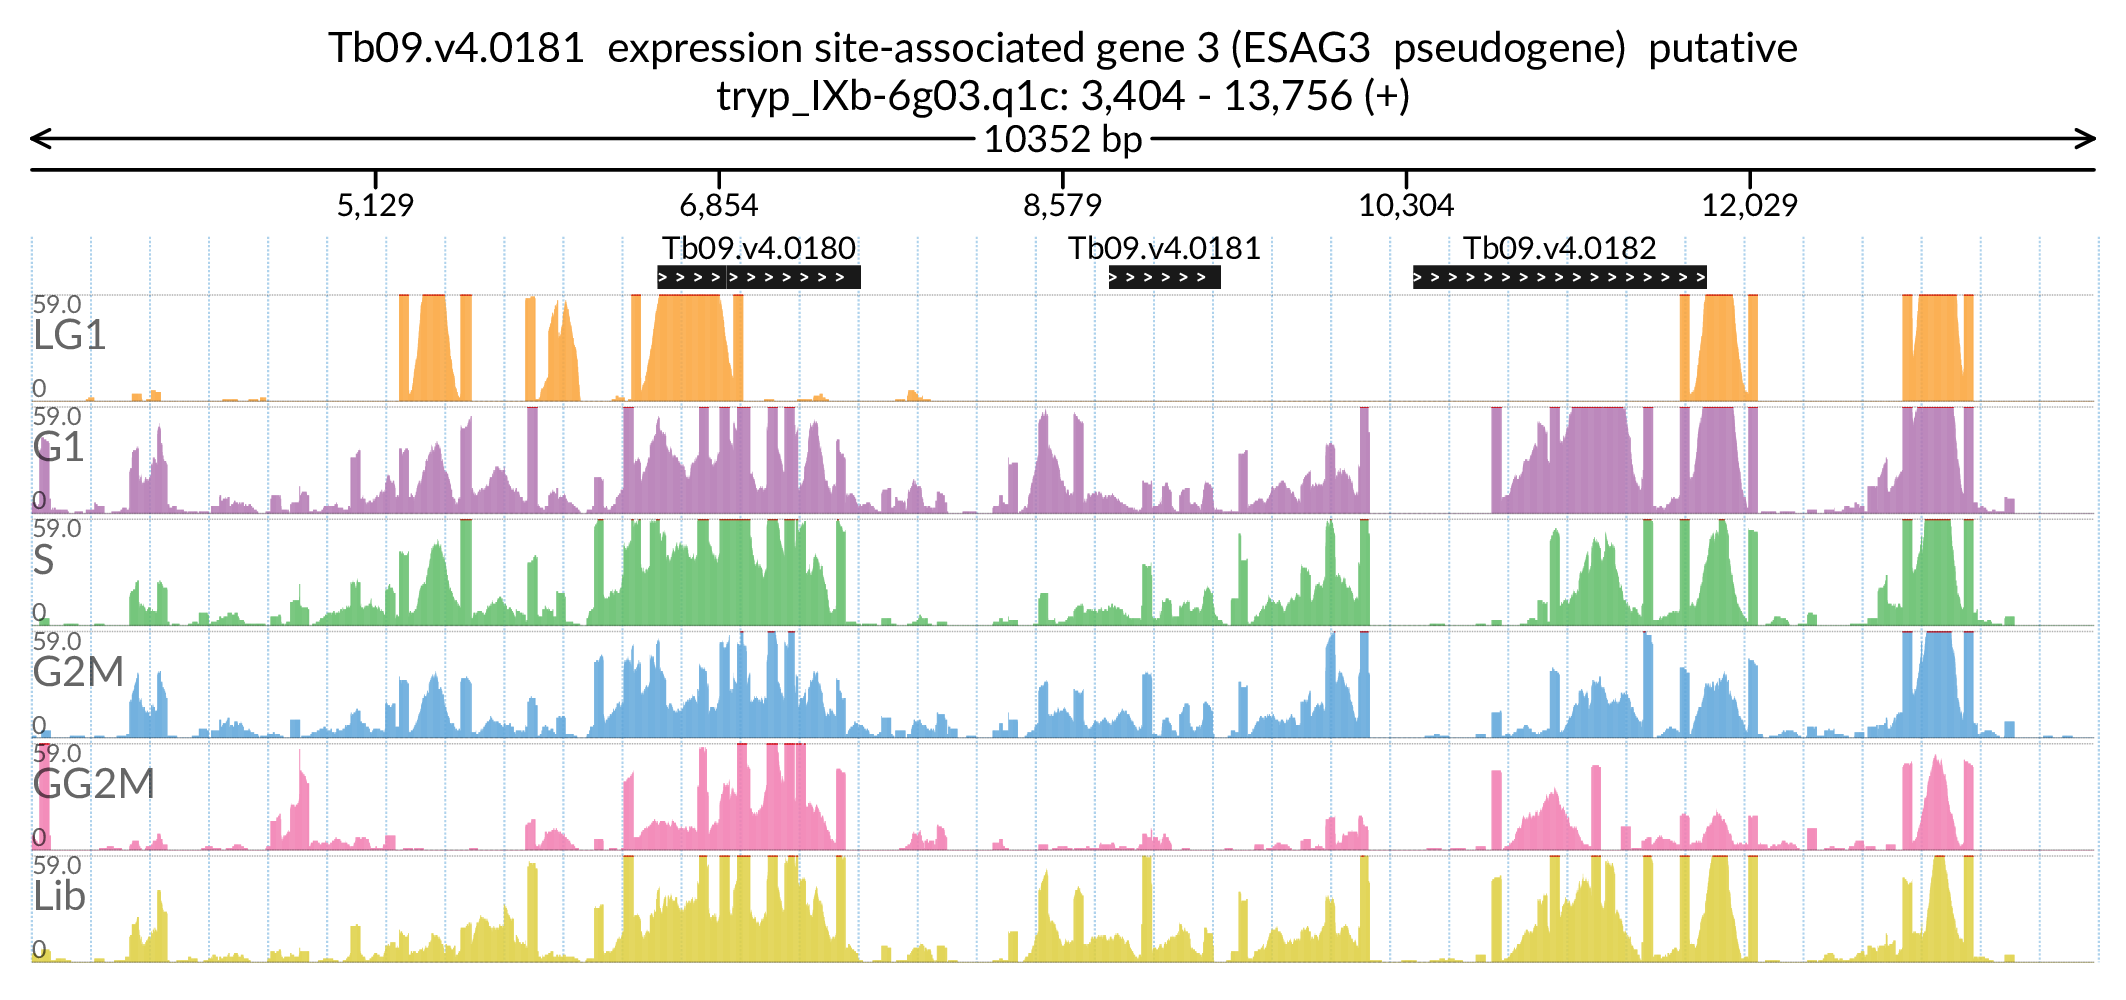 Tb09.v4.0181 expression site-associated gene 3 (ESAG3 pseudogene) putative
tryp_IXb-6g03.q1c: 3,404 - 13,756 (+)
10352 bp
5,129 6,854 8,579 10,304 12,029
Tb09.v4.0180 Tb09.v4.0181 Tb09.v4.0182
59.0
LG1
0
59.0
G1
0
59.0
S
0
59.0
G2M
0
59.0
GG2M
0
59.0
Lib
0